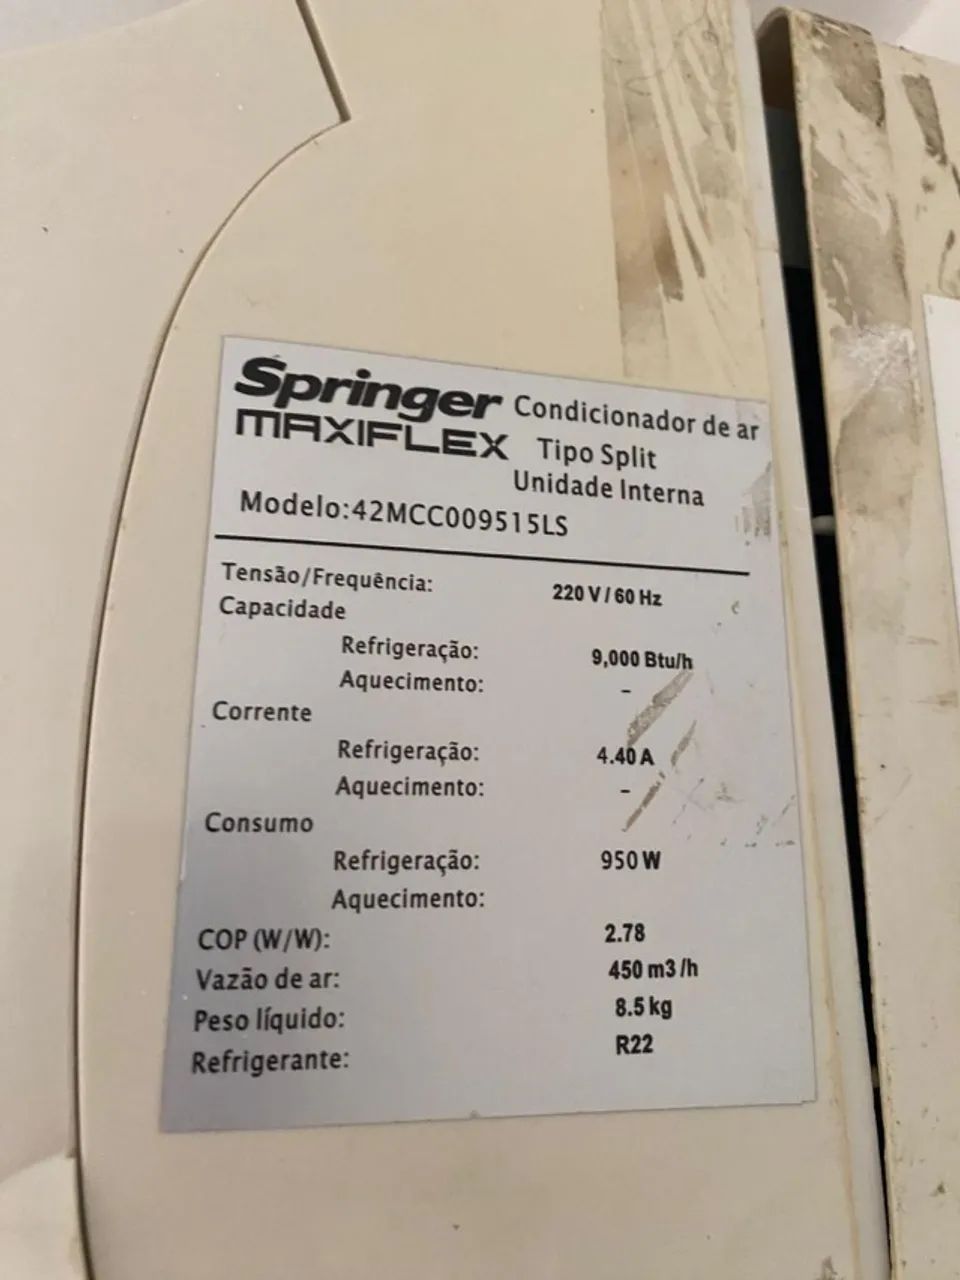 Springer Condicionador de ar
MAXIFLEX Tipo Split
Unidade Interna
Modelo:42MCC009515LS
Tensão/Frequência: 220 V / 60 Hz
Capacidade
Refrigeração: 9,000 Btu/h
Aquecimento: –
Corrente
Refrigeração: 4.40 A
Aquecimento: –
Consumo
Refrigeração: 950 W
Aquecimento:
COP (W/W): 2.78
Vazão de ar: 450 m3 /h
Peso líquido: 8.5 kg
Refrigerante: R22